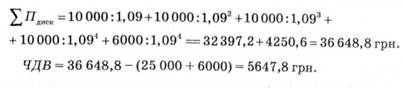 ∑Пдиск = 10 000 : 1,09 + 10 000 : 1,09² + 10 000 : 1,09³ +
+ 10 000 : 1,09⁴ + 6000 : 1,09⁴ == 32 397,2 + 4250,6 = 36 648,8 грн.
ЧДВ = 36 648,8 − (25 000 + 6000) = 5647,8 грн.